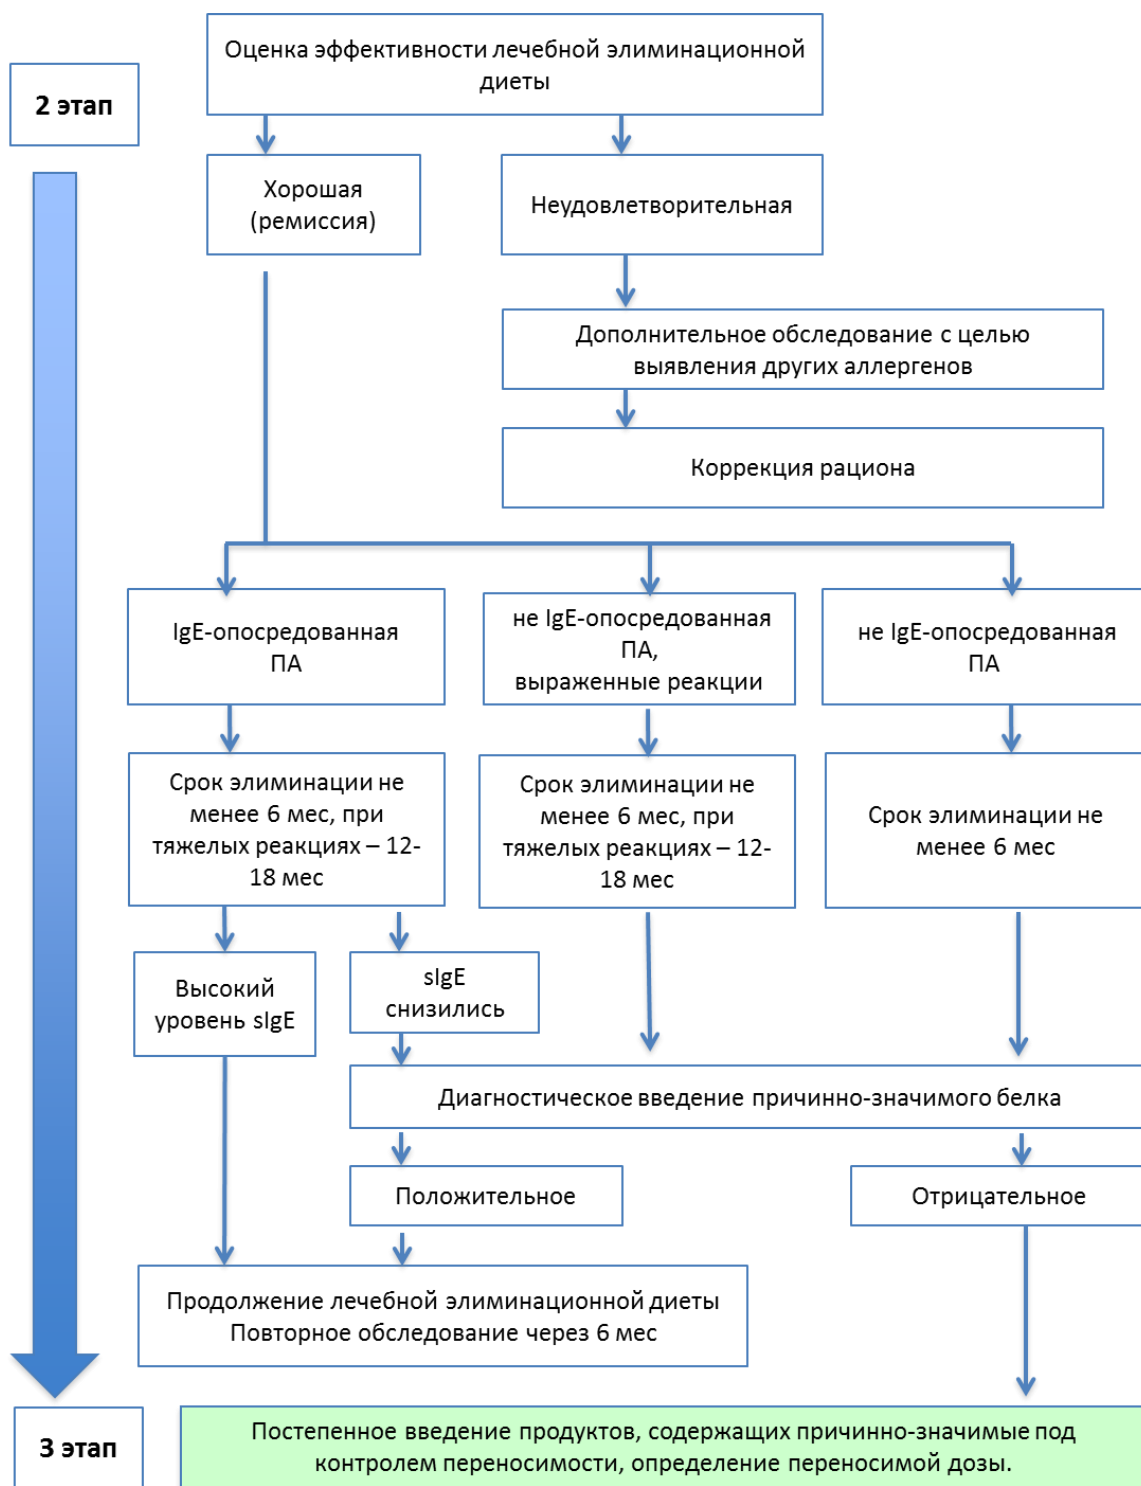 Оценка эффективности лечебной элиминационной
диеты
2 этап
Хорошая
(ремиссия)
Неудовлетворительная
Дополнительное обследование с целью
выявления других аллергенов
Коррекция рациона
IgE-опосредованная
ПА
не IgE-опосредованная
ПА,
выраженные реакции
не IgE-опосредованная
ПА
Срок элиминации не
менее 6 мес, при
тяжелых реакциях – 12-
18 мес
Срок элиминации не
менее 6 мес, при
тяжелых реакциях – 12-
18 мес
Срок элиминации не
менее 6 мес
Высокий
уровень sIgE
sIgE
снизились
Диагностическое введение причинно-значимого белка
Положительное
Отрицательное
Продолжение лечебной элиминационной диеты
Повторное обследование через 6 мес
3 этап
Постепенное введение продуктов, содержащих причинно-значимые под
контролем переносимости, определение переносимой дозы.